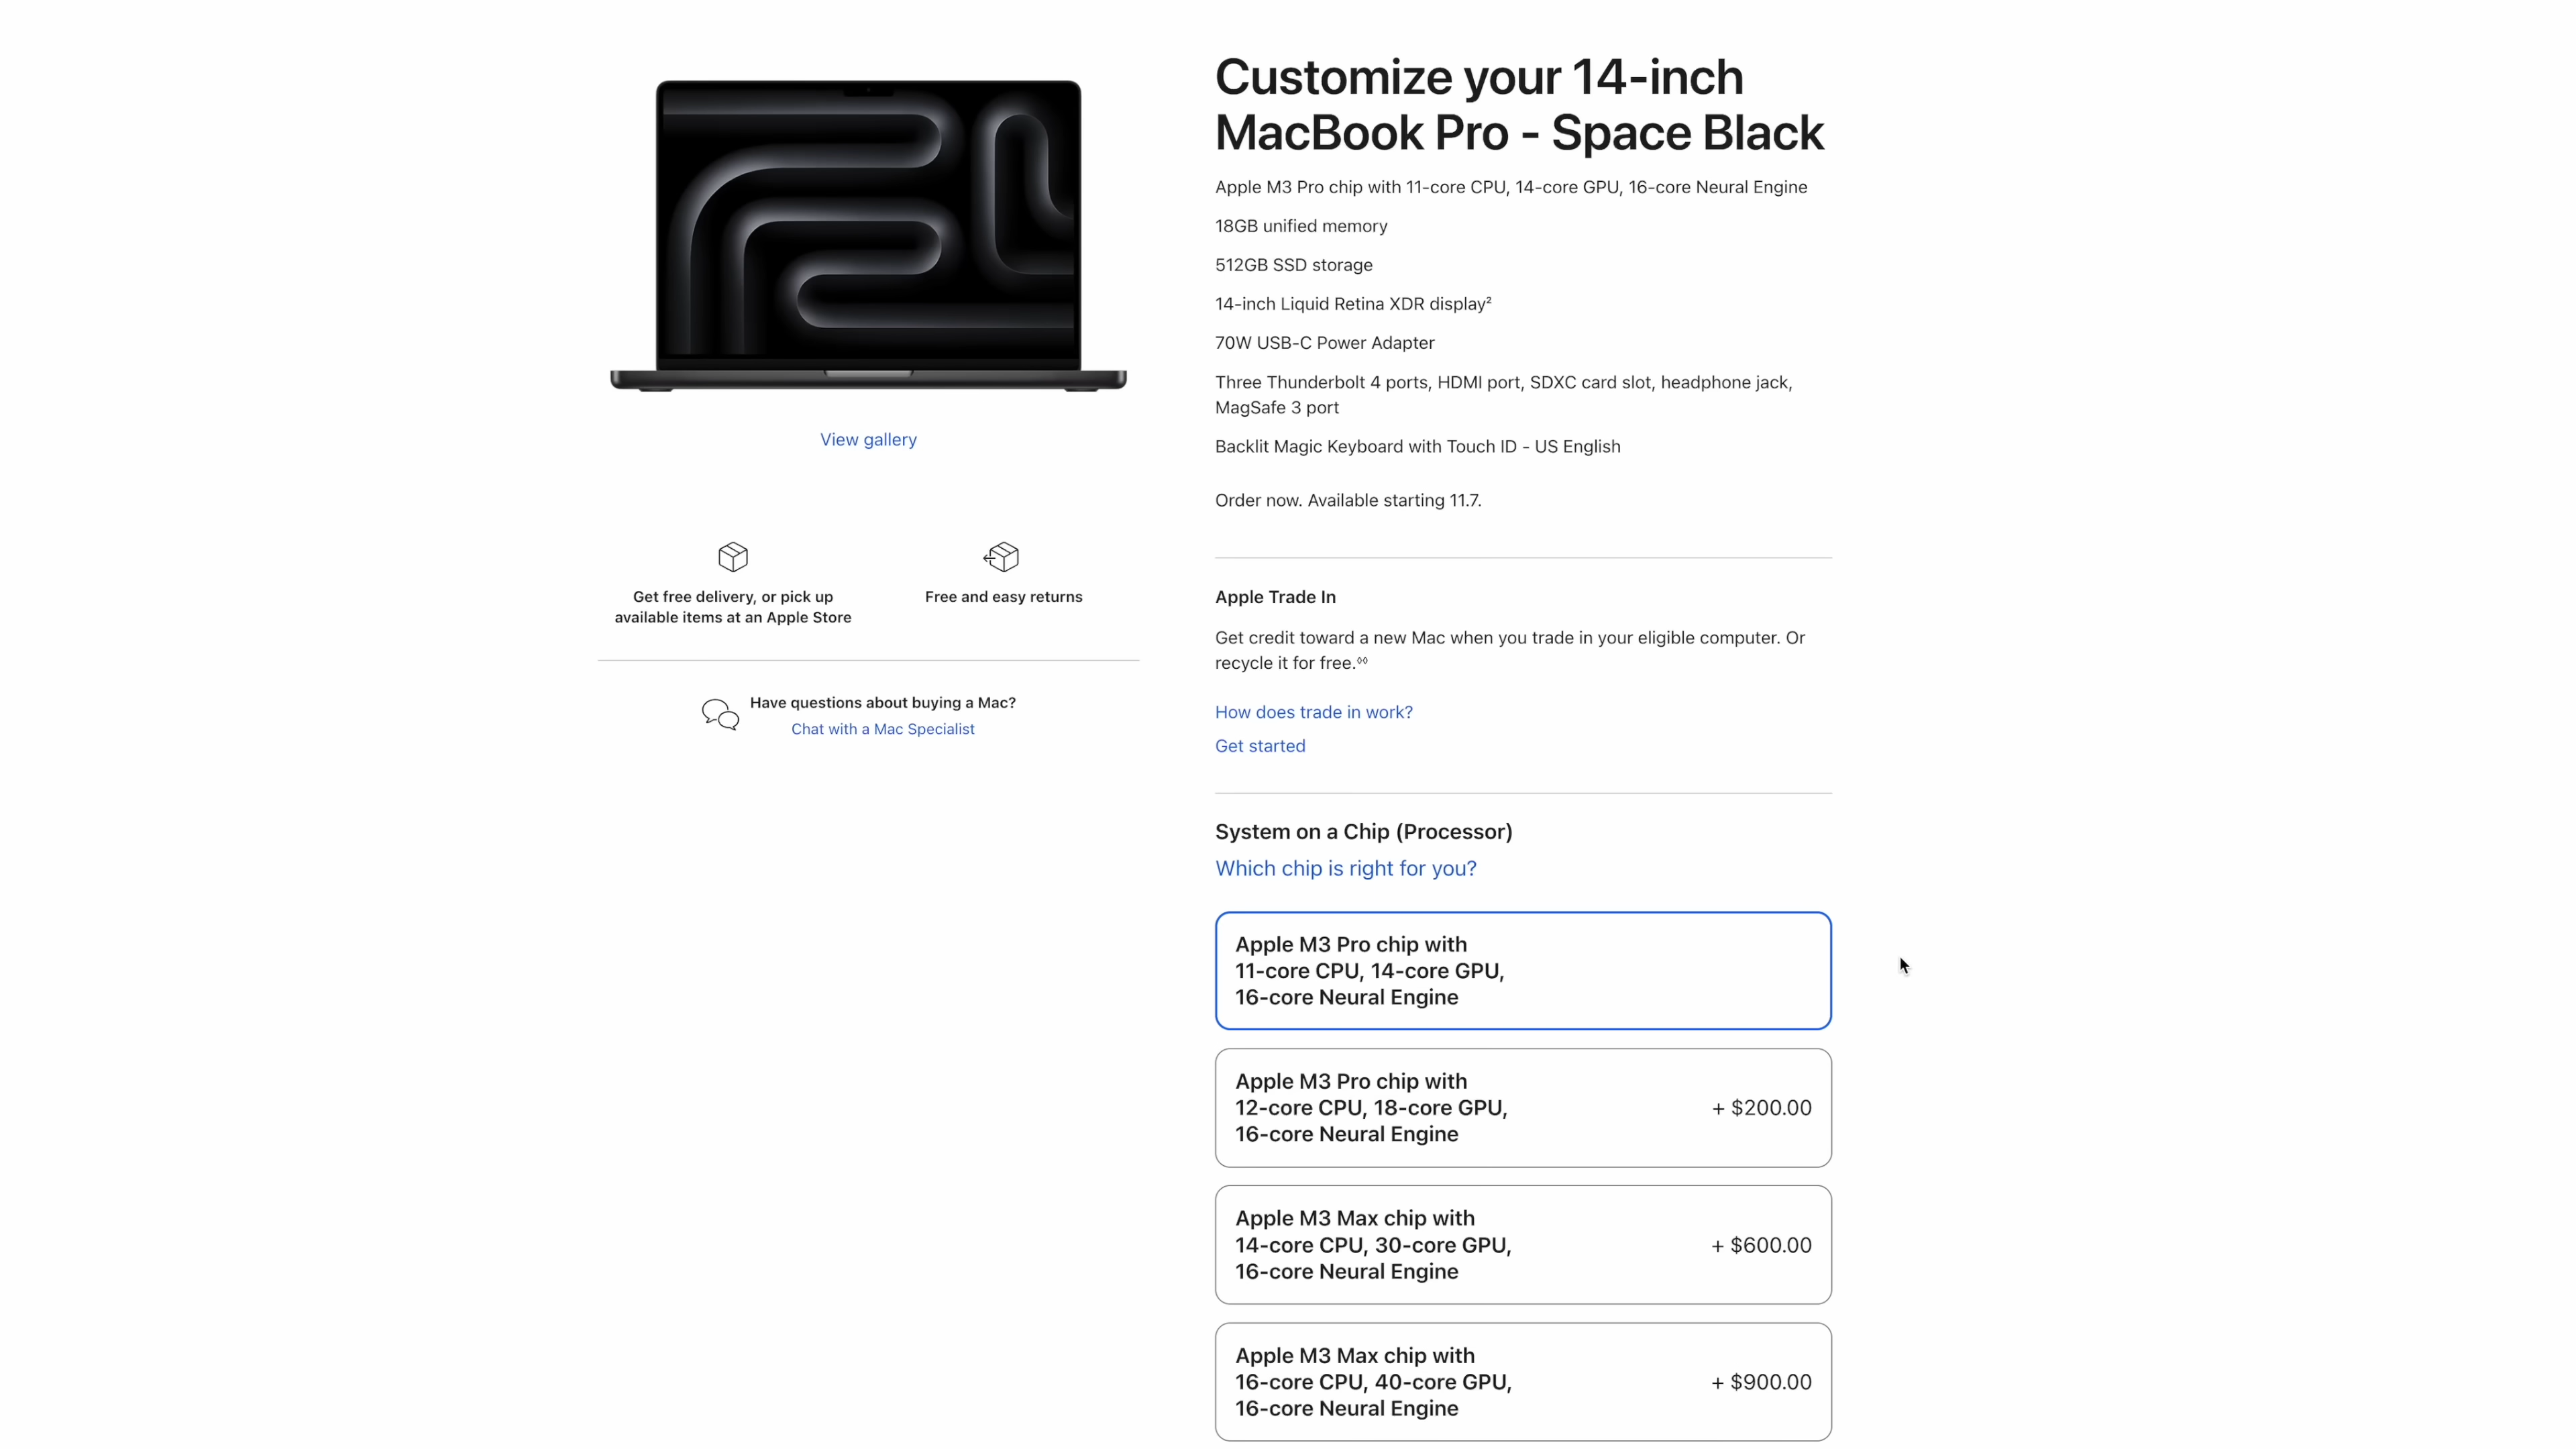 Customize your 14-inch
MacBook Pro - Space Black
Apple M3 Pro chip with 11-core CPU, 14-core GPU, 16-core Neural Engine
18GB unified memory
512GB SSD storage
14-inch Liquid Retina XDR display²
70W USB-C Power Adapter
Three Thunderbolt 4 ports, HDMI port, SDXC card slot, headphone jack,
MagSafe 3 port
Backlit Magic Keyboard with Touch ID - US English
Order now. Available starting 11.7.
View gallery
Get free delivery, or pick up
available items at an Apple Store
Free and easy returns
Have questions about buying a Mac?
Chat with a Mac Specialist
Apple Trade In
Get credit toward a new Mac when you trade in your eligible computer. Or
recycle it for free.◊◊
How does trade in work?
Get started
System on a Chip (Processor)
Which chip is right for you?
Apple M3 Pro chip with
11-core CPU, 14-core GPU,
16-core Neural Engine
Apple M3 Pro chip with
12-core CPU, 18-core GPU,
16-core Neural Engine
+ $200.00
Apple M3 Max chip with
14-core CPU, 30-core GPU,
16-core Neural Engine
+ $600.00
Apple M3 Max chip with
16-core CPU, 40-core GPU,
16-core Neural Engine
+ $900.00